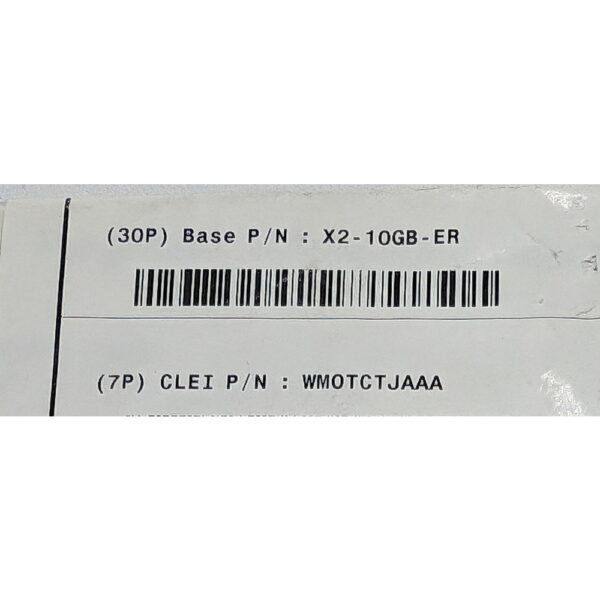 (30P) Base P/N : X2-10GB-ER
(7P) CLEI P/N : WMOTCTJAAA